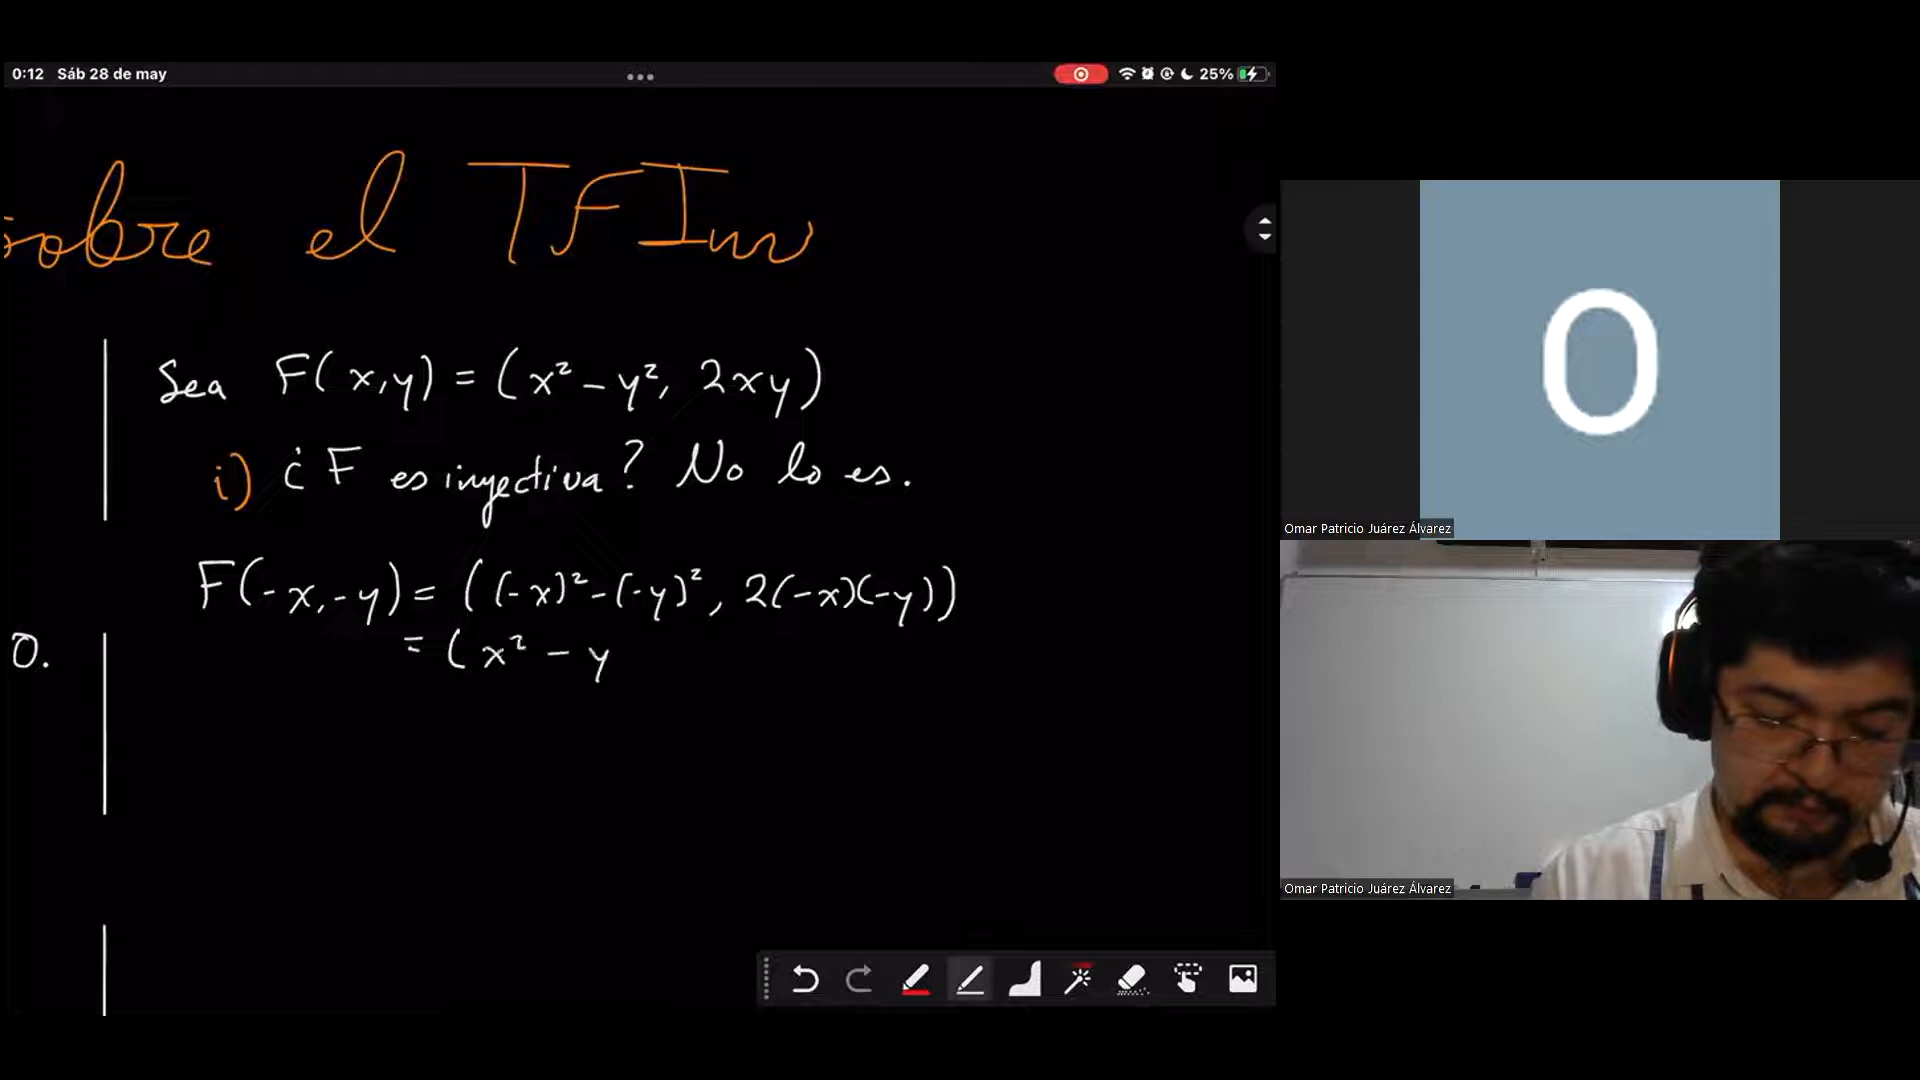 0:12 Sáb 28 de may
25%
sobre el TFInv
Sea F(x,y) = (x² - y², 2xy)
i) ¿F es inyectiva? No lo es.
F(-x,-y) = ((-x)² - (-y)², 2(-x)(-y))
= (x² - y
0.
O
Omar Patricio Juárez Álvarez
Omar Patricio Juárez Álvarez